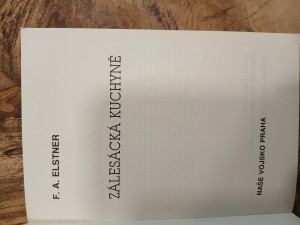 F. A. ELSTNER
ZÁLESÁCKÁ KUCHYNĚ
NAŠE VOJSKO PRAHA